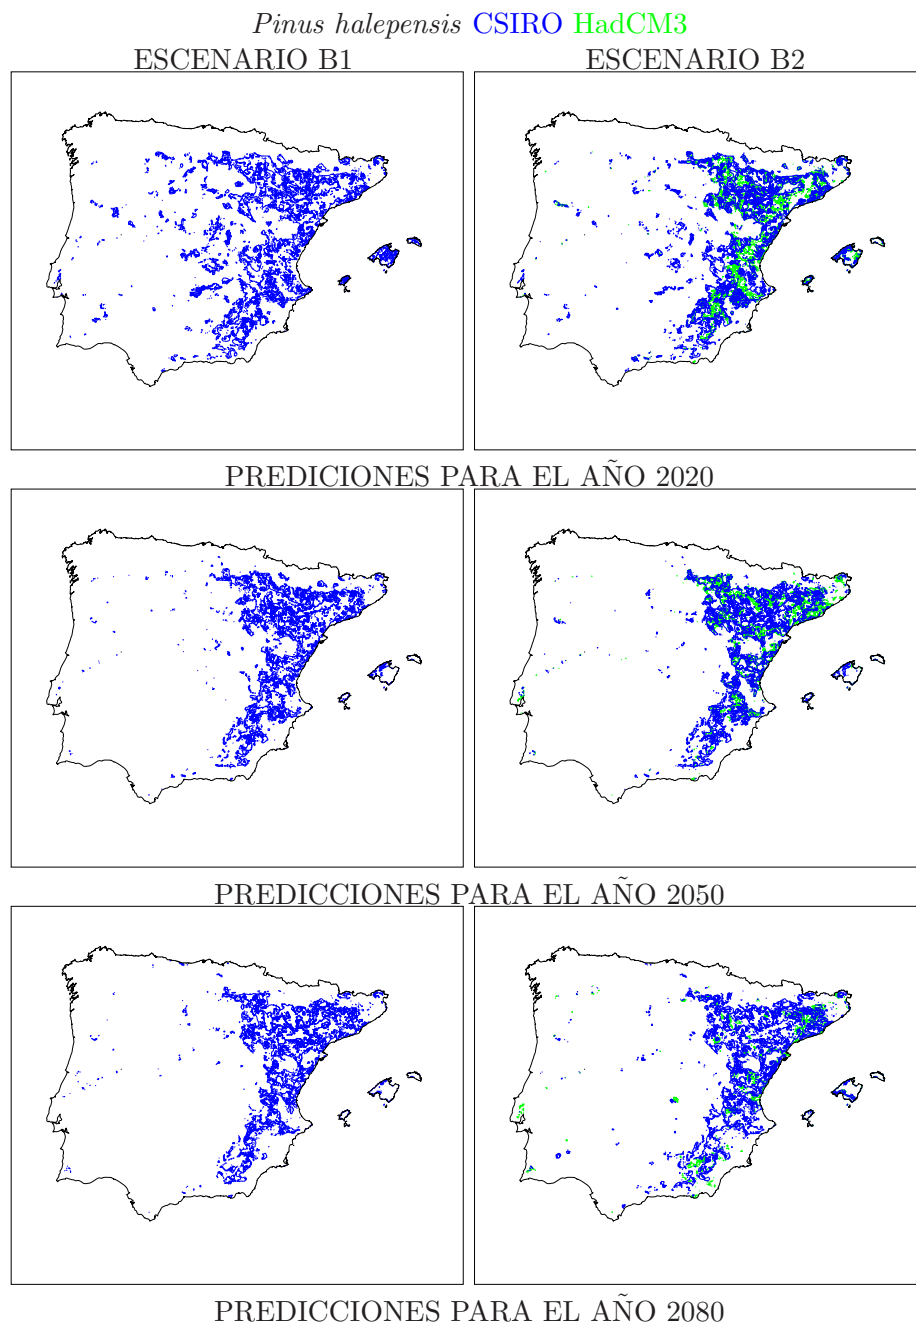 Pinus halepensis CSIRO HadCM3
ESCENARIO B1 ESCENARIO B2
PREDICIONES PARA EL AÑO 2020
PREDICCIONES PARA EL AÑO 2050
PREDICCIONES PARA EL AÑO 2080